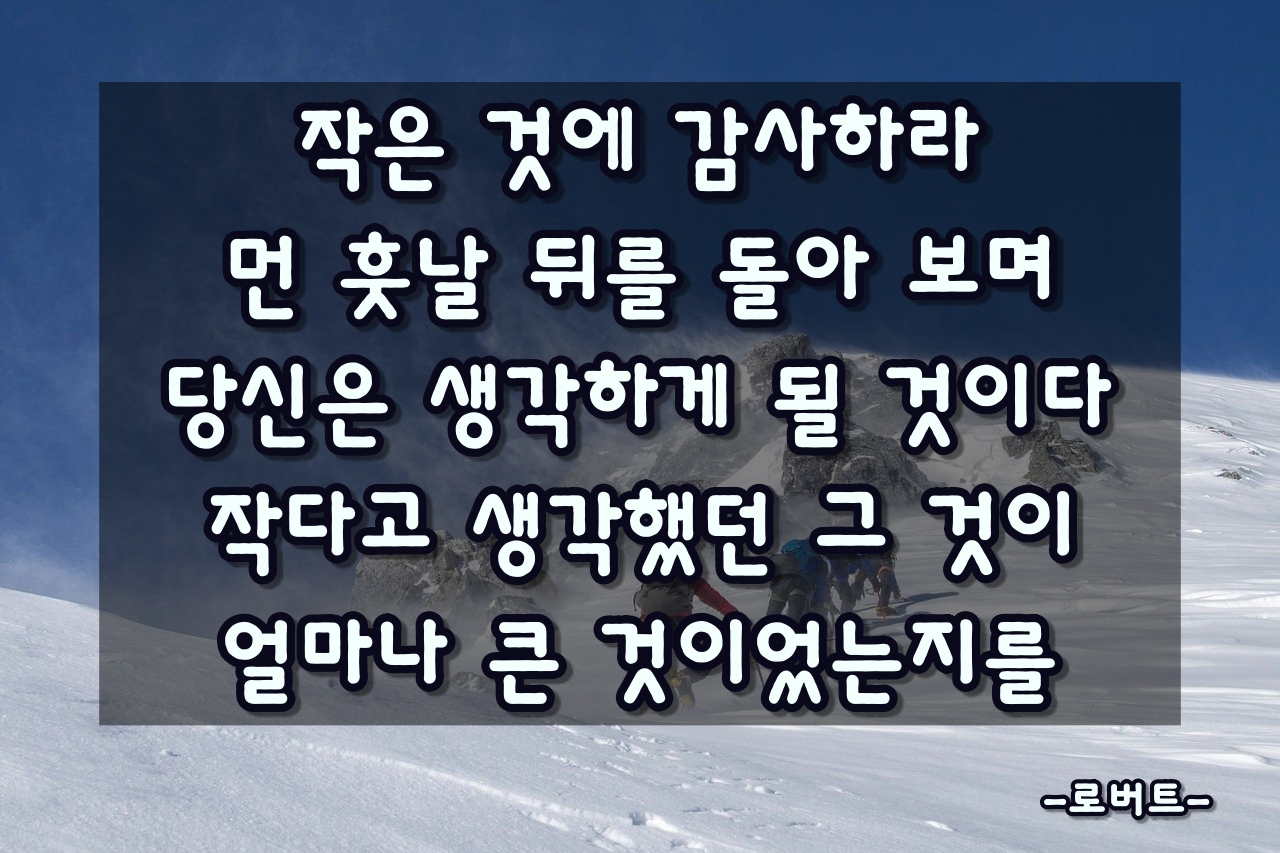 작은 것에 감사하라
먼 훗날 뒤를 돌아 보며
당신은 생각하게 될 것이다
작다고 생각했던 그 것이
얼마나 큰 것이었는지를
-로버트-